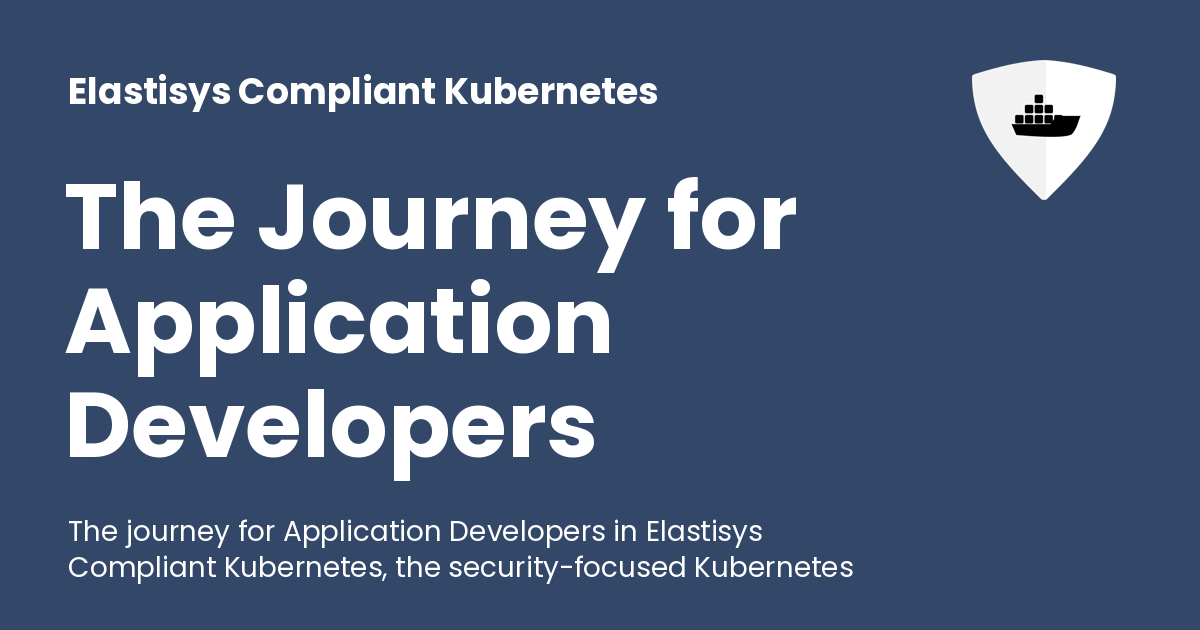 Elastisys Compliant Kubernetes
The Journey for
Application
Developers
The journey for Application Developers in Elastisys
Compliant Kubernetes, the security-focused Kubernetes